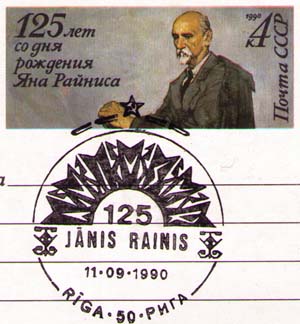 125 лет
со дня
рождения
Яна Райниса
1990
4 к
Почта СССР
а
125
JĀNIS RAINIS
11·09·1990
RĪGA·50·РИГА